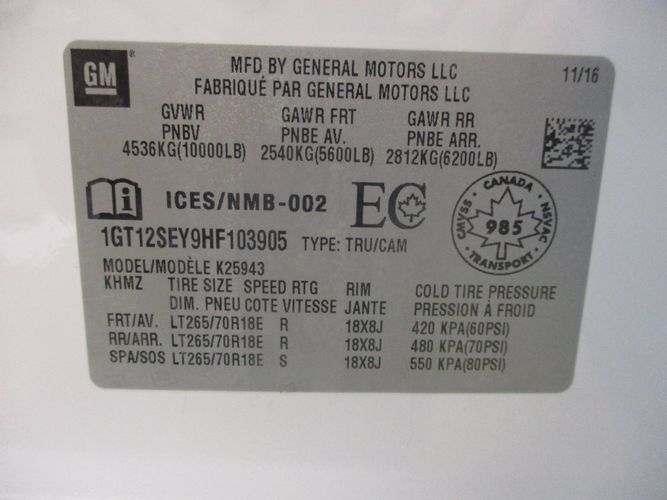 GM
MFD BY GENERAL MOTORS LLC
FABRIQUÉ PAR GENERAL MOTORS LLC
11/16
GVWR GAWR FRT GAWR RR
PNBV PNBE AV. PNBE ARR.
4536KG(10000LB) 2540KG(5600LB) 2812KG(6200LB)
i ICES/NMB-002 EC
CANADA
CMVSS 985 NSVAC
TRANSPORT
1GT12SEY9HF103905 TYPE: TRU/CAM
MODEL/MODÈLE K25943
KHMZ TIRE SIZE SPEED RTG RIM COLD TIRE PRESSURE
DIM. PNEU COTE VITESSE JANTE PRESSION À FROID
FRT/AV. LT265/70R18E R 18X8J 420 KPA(60PSI)
RR/ARR. LT265/70R18E R 18X8J 480 KPA(70PSI)
SPA/SOS LT265/70R18E S 18X8J 550 KPA(80PSI)